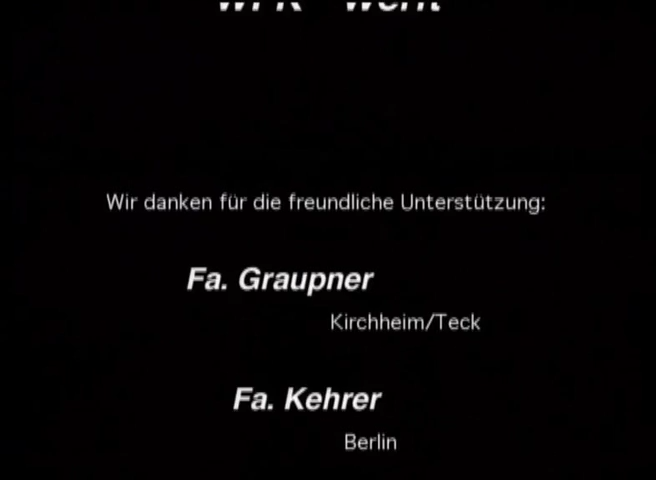 Wir danken für die freundliche Unterstützung:
Fa. Graupner
Kirchheim/Teck
Fa. Kehrer
Berlin